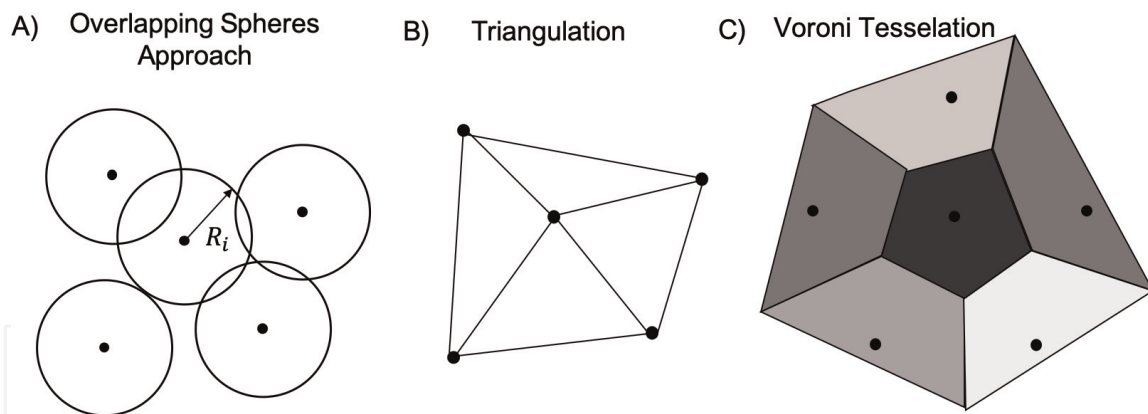 A) Overlapping Spheres
Approach
B) Triangulation
C) Voroni Tesselation
R_i